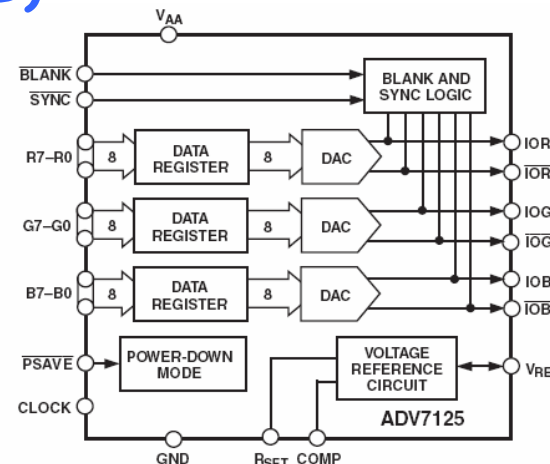 VAA
BLANK
SYNC
BLANK AND
SYNC LOGIC
R7–R0
8
DATA
REGISTER
8
DAC
IOR
IOR
G7–G0
8
DATA
REGISTER
8
DAC
IOG
IOG
B7–B0
8
DATA
REGISTER
8
DAC
IOB
IOB
PSAVE
POWER-DOWN
MODE
VOLTAGE
REFERENCE
CIRCUIT
VRE
CLOCK
ADV7125
GND
RSET
COMP